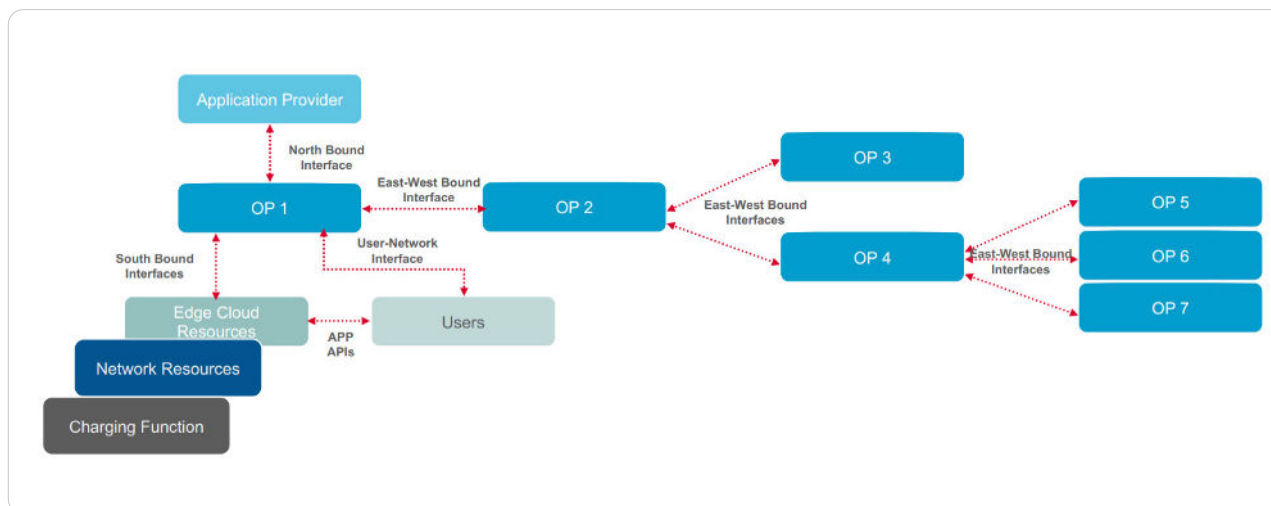 Application Provider
North Bound
Interface
OP 1
East-West Bound
Interface
OP 2
East-West Bound
Interfaces
OP 3
OP 4
East-West Bound
Interfaces
OP 5
OP 6
OP 7
South Bound
Interfaces
User-Network
Interface
Edge Cloud
Resources
APP
APIs
Users
Network Resources
Charging Function